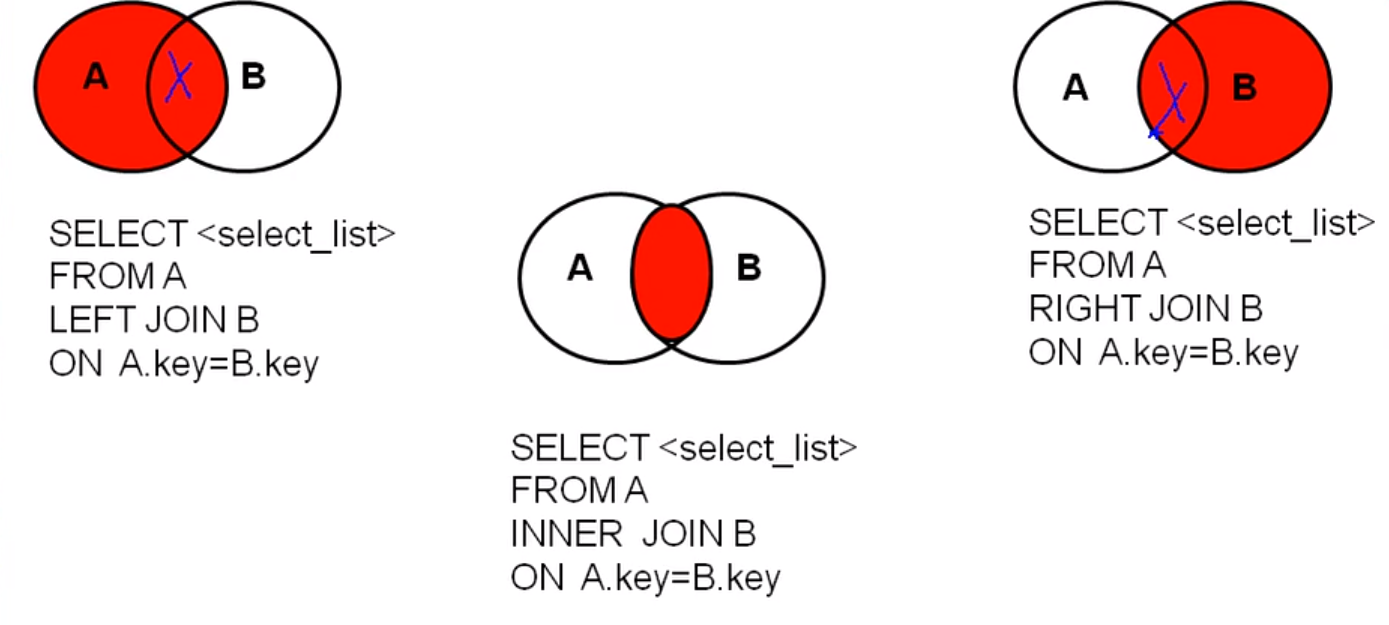 A B
SELECT <select_list>
FROM A
LEFT JOIN B
ON A.key=B.key
A B
SELECT <select_list>
FROM A
INNER JOIN B
ON A.key=B.key
A B
SELECT <select_list>
FROM A
RIGHT JOIN B
ON A.key=B.key